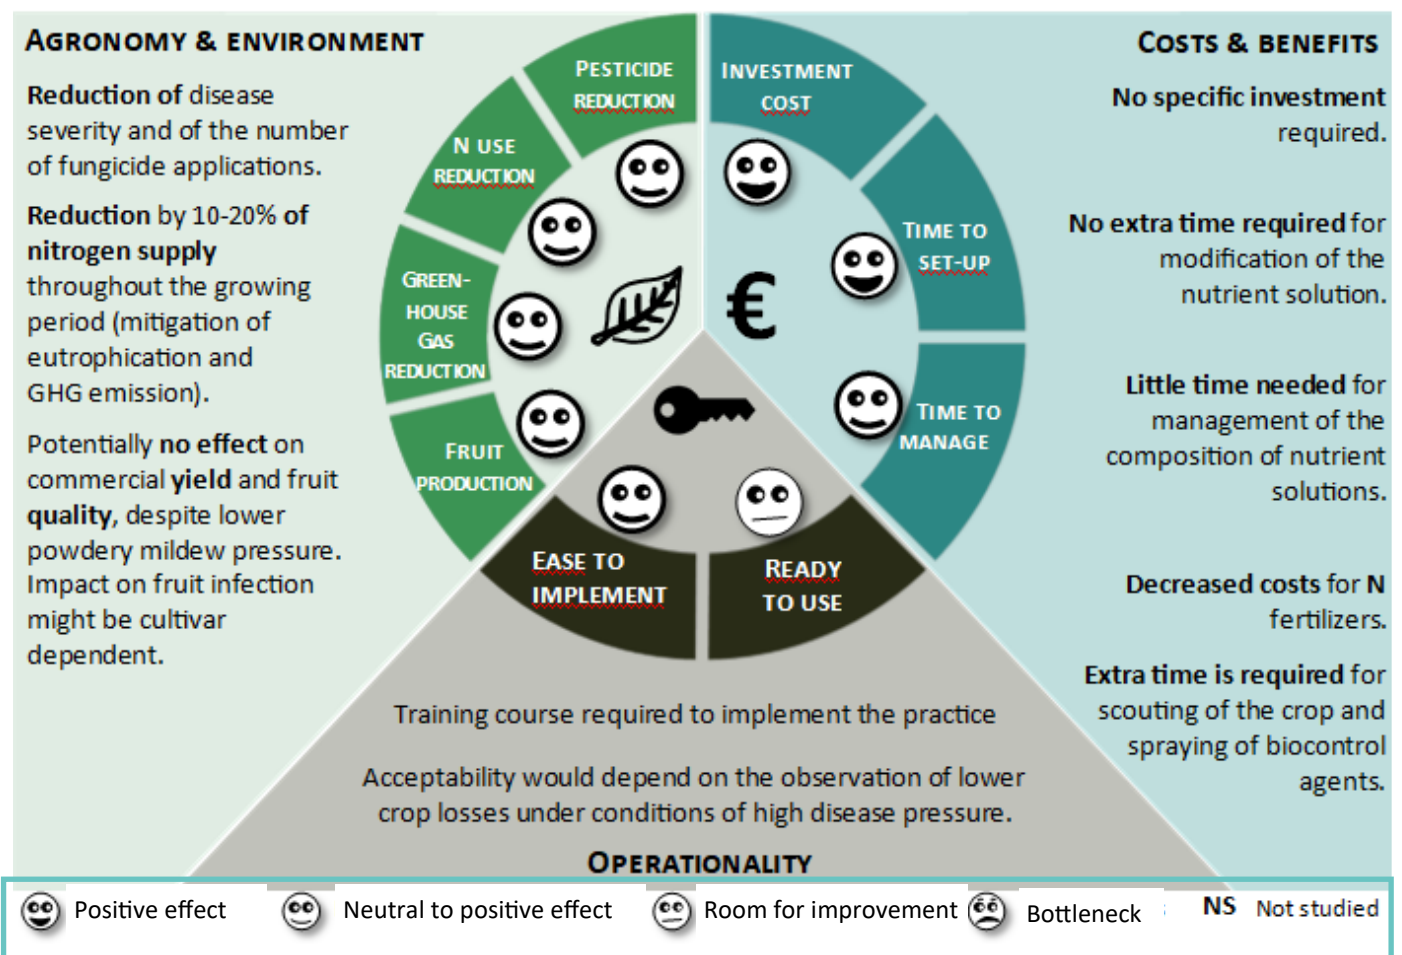 AGRONOMY & ENVIRONMENT
Reduction of disease
severity and of the number
of fungicide applications.
Reduction by 10-20% of
nitrogen supply
throughout the growing
period (mitigation of
eutrophication and
GHG emission).
Potentially no effect on
commercial yield and fruit
quality, despite lower
powdery mildew pressure.
Impact on fruit infection
might be cultivar
dependent.
PESTICIDE
REDUCTION
N USE
REDUCTION
GREEN-
HOUSE
GAS
REDUCTION
FRUIT
PRODUCTION
INVESTMENT
COST
TIME TO
SET-UP
TIME TO
MANAGE
€
EASE TO
IMPLEMENT
READY
TO USE
COSTS & BENEFITS
No specific investment
required.
No extra time required for
modification of the
nutrient solution.
Little time needed for
management of the
composition of nutrient
solutions.
Decreased costs for N
fertilizers.
Extra time is required for
scouting of the crop and
spraying of biocontrol
agents.
Training course required to implement the practice
Acceptability would depend on the observation of lower
crop losses under conditions of high disease pressure.
OPERATIONALITY
Positive effect
Neutral to positive effect
Room for improvement
Bottleneck
NS Not studied